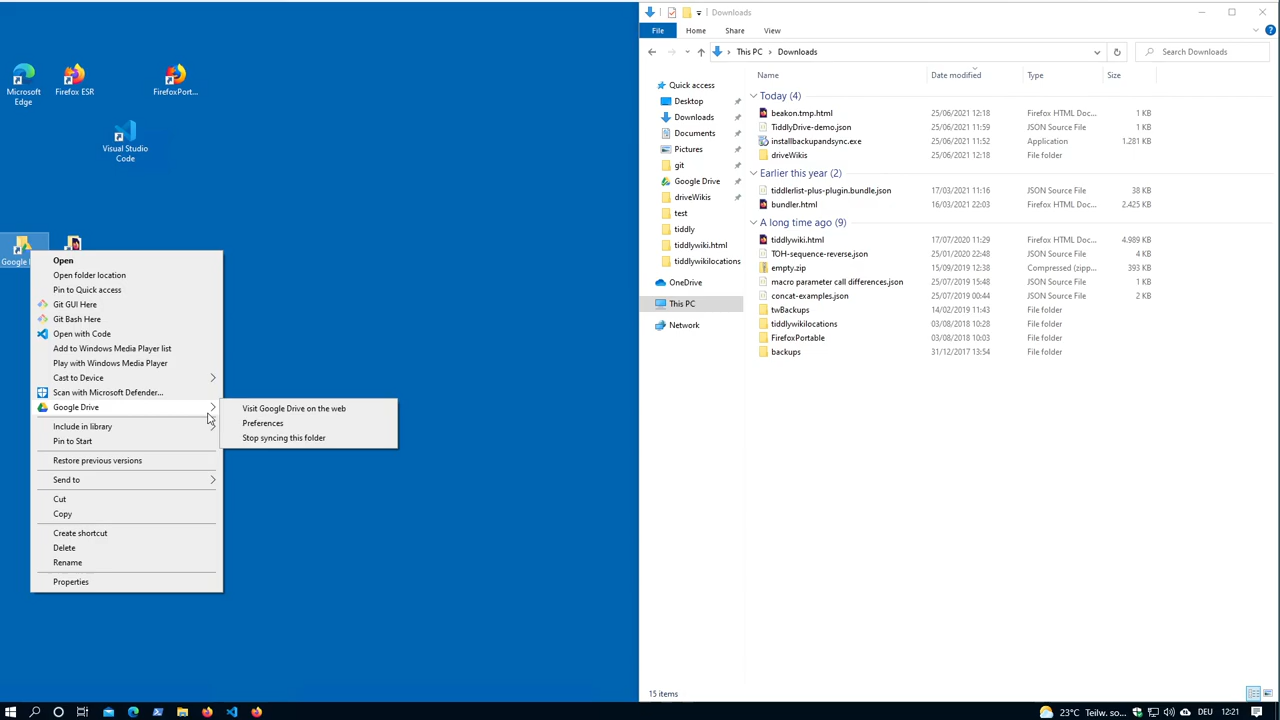 Microsoft
Edge
Firefox ESR
FirefoxPort...
Visual Studio
Code
Google
Open
Open folder location
Pin to Quick access
Git GUI Here
Git Bash Here
Open with Code
Add to Windows Media Player list
Play with Windows Media Player
Cast to Device
Scan with Microsoft Defender...
Google Drive
Include in library
Pin to Start
Restore previous versions
Send to
Cut
Copy
Create shortcut
Delete
Rename
Properties
Visit Google Drive on the web
Preferences
Stop syncing this folder
Downloads
File Home Share View
This PC Downloads
Search Downloads
Quick access
Desktop
Downloads
Documents
Pictures
git
Google Drive
driveWikis
test
tiddly
tiddlywiki.html
tiddlywikilocations
OneDrive
This PC
Network
Name Date modified Type Size
Today (4)
beakon.tmp.html 25/06/2021 12:18 Firefox HTML Doc... 1 KB
TiddlyDrive-demo.json 25/06/2021 11:59 JSON Source File 1 KB
installbackupandsync.exe 25/06/2021 11:52 Application 1.281 KB
driveWikis 25/06/2021 12:18 File folder
Earlier this year (2)
tiddlerlist-plus-plugin.bundle.json 17/03/2021 11:16 JSON Source File 38 KB
bundler.html 16/03/2021 22:03 Firefox HTML Doc... 2.425 KB
A long time ago (9)
tiddlywiki.html 17/07/2020 11:29 Firefox HTML Doc... 4.989 KB
TOH-sequence-reverse.json 25/01/2020 22:48 JSON Source File 4 KB
empty.zip 15/09/2019 12:38 Compressed (zipp... 393 KB
macro parameter call differences.json 25/07/2019 15:48 JSON Source File 1 KB
concat-examples.json 25/07/2019 00:44 JSON Source File 2 KB
twBackups 14/02/2019 11:43 File folder
tiddlywikilocations 03/08/2018 10:28 File folder
FirefoxPortable 03/08/2018 10:03 File folder
backups 31/12/2017 13:54 File folder
15 items
23°C Teilw. so... DEU 12:21